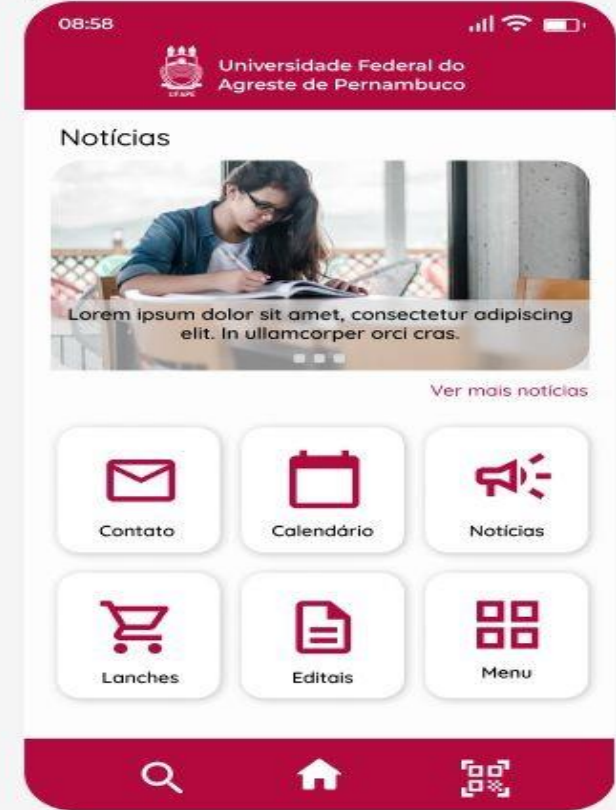 08:58
UFAPE
Universidade Federal do
Agreste de Pernambuco
Notícias
Lorem ipsum dolor sit amet, consectetur adipiscing
elit. In ullamcorper orci cras.
Ver mais notícias
Contato
Calendário
Notícias
Lanches
Editais
Menu